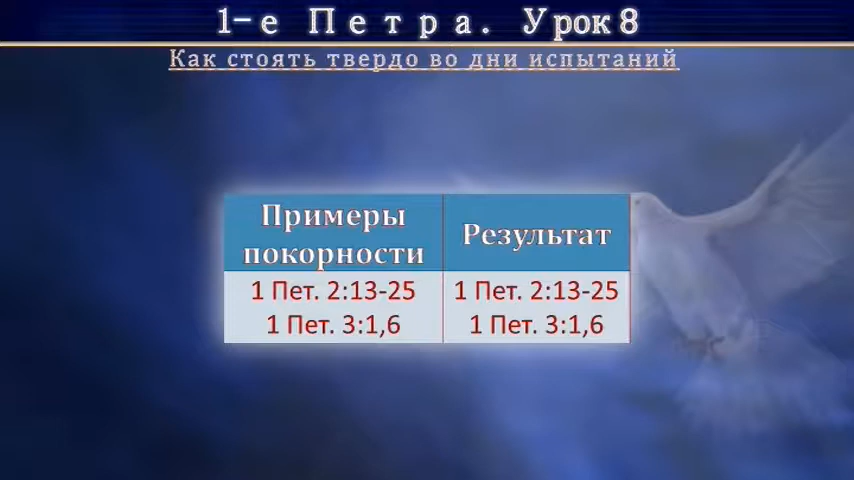 1-е Петра. Урок 8
Как стоять твердо во дни испытаний
Примеры покорности
Результат
1 Пет. 2:13-25
1 Пет. 3:1,6
1 Пет. 2:13-25
1 Пет. 3:1,6